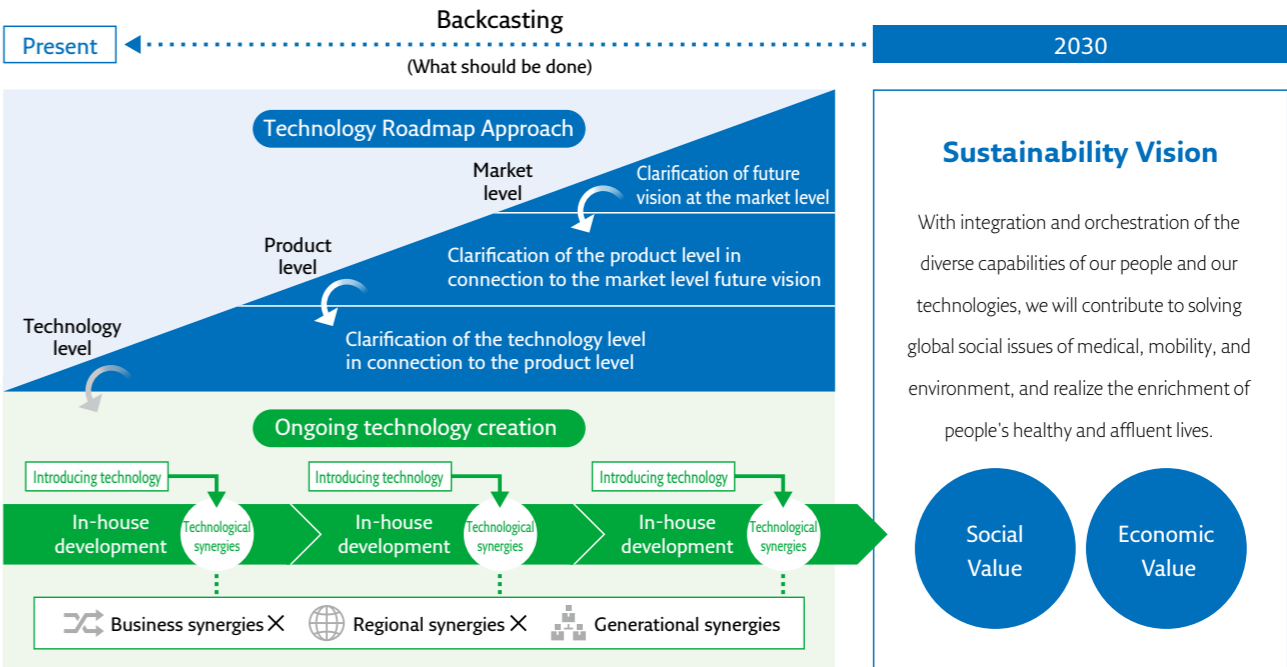 Backcasting
Present
2030
(What should be done)
Technology Roadmap Approach
Market
level
Clarification of future
vision at the market level
Product
level
Clarification of the product level in
connection to the market level future vision
Technology
level
Clarification of the technology level
in connection to the product level
Ongoing technology creation
Introducing technology
Introducing technology
Introducing technology
In-house
development
Technological
synergies
In-house
development
Technological
synergies
In-house
development
Technological
synergies
Business synergies ×
Regional synergies ×
Generational synergies
Sustainability Vision
With integration and orchestration of the
diverse capabilities of our people and our
technologies, we will contribute to solving
global social issues of medical, mobility, and
environment, and realize the enrichment of
people's healthy and affluent lives.
Social
Value
Economic
Value